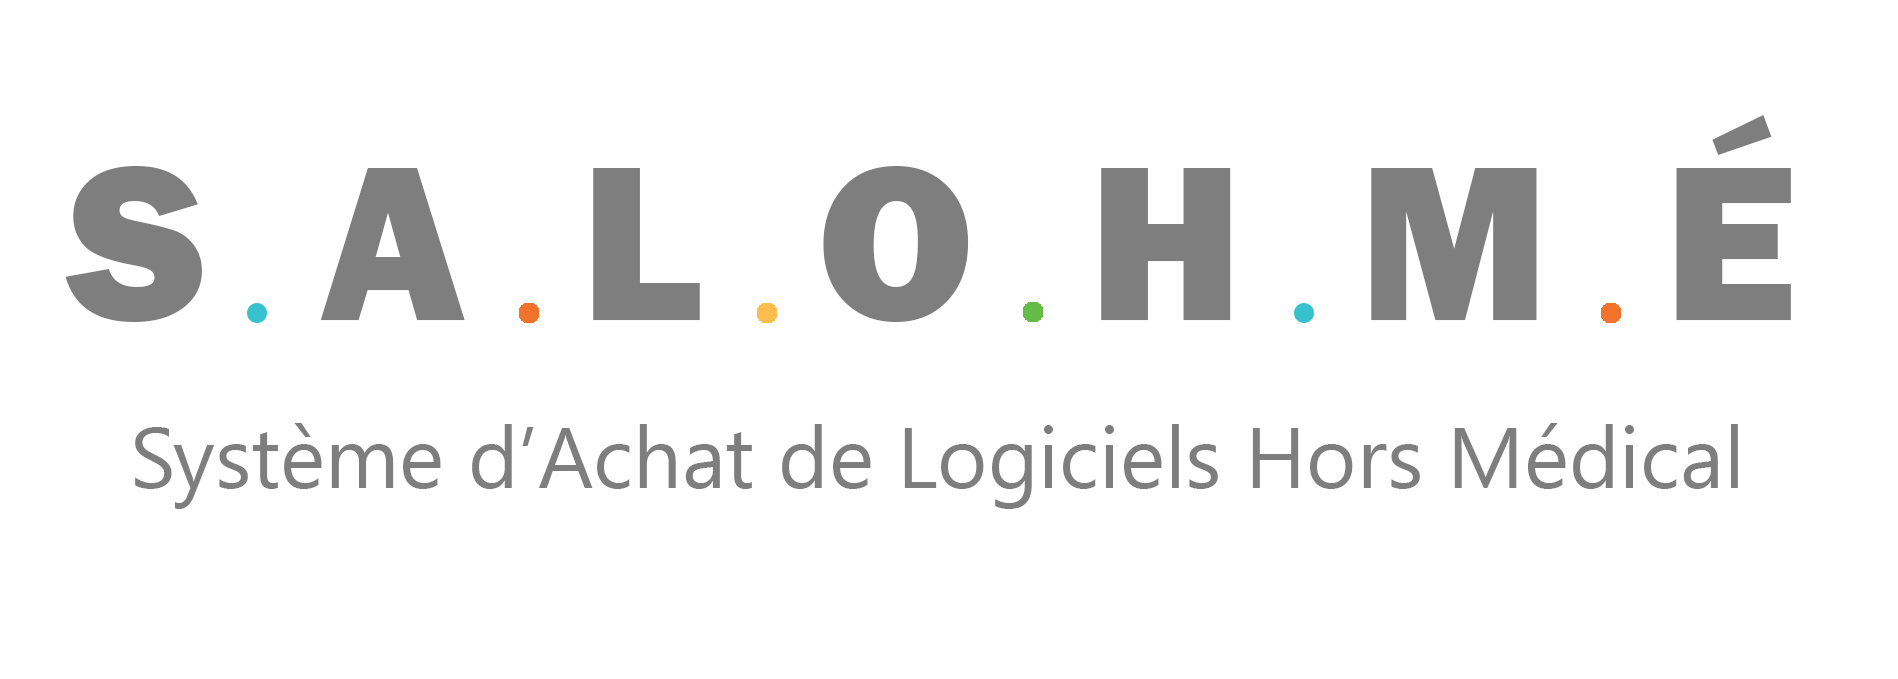 S.A.L.O.H.M.É
Système d’Achat de Logiciels Hors Médical